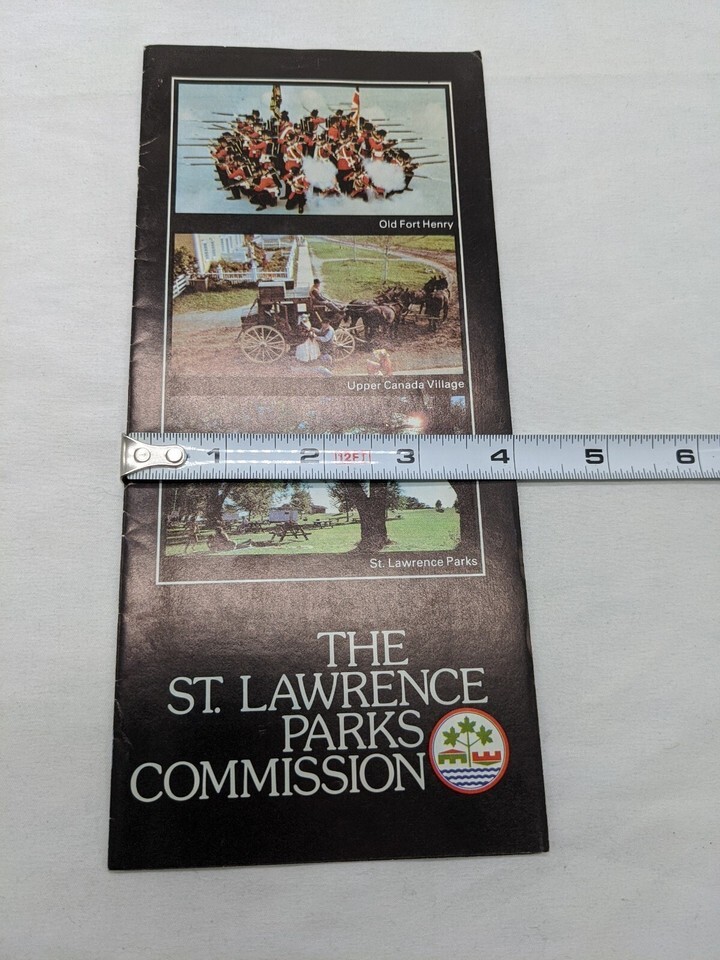 Old Fort Henry
Upper Canada Village
1 2 12FT 3 4 5 6
St. Lawrence Parks
THE
ST. LAWRENCE
PARKS
COMMISSION